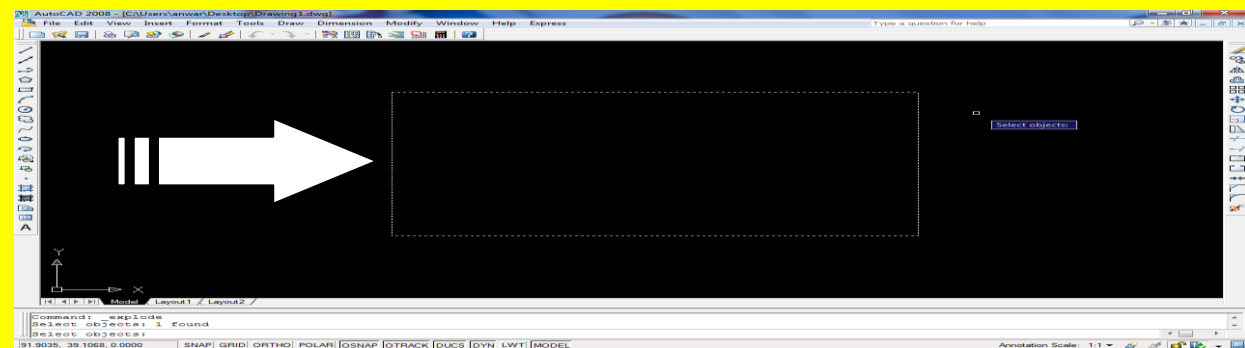 AutoCAD 2008 - [C:\Users\anwar\Desktop\Drawing1.dwg]
File Edit View Insert Format Tools Draw Dimension Modify Window Help Express Type a question for help
Select objects:
Y
X
Model Layout1 Layout2
Command: _explode
Select objects: 1 found
Select objects:
91.9035, 39.1068, 0.0000 SNAP GRID ORTHO POLAR OSNAP OTRACK DUCS DYN LWT MODEL Annotation Scale: 1:1